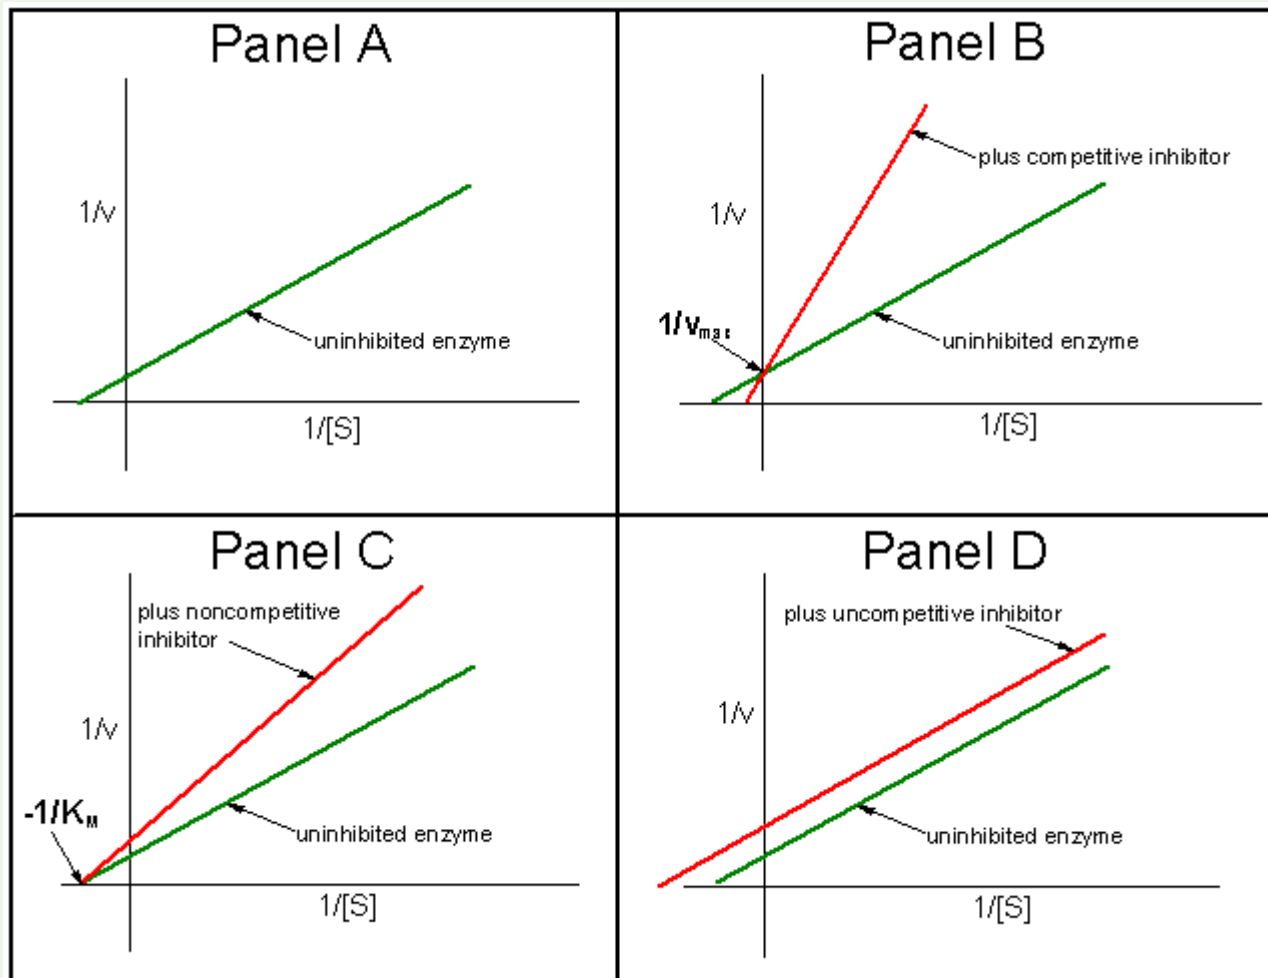 Panel A
1/v
uninhibited enzyme
1/[S]
Panel B
plus competitive inhibitor
1/v
1/vmax
uninhibited enzyme
1/[S]
Panel C
plus noncompetitive
inhibitor
1/v
-1/KM
uninhibited enzyme
1/[S]
Panel D
plus uncompetitive inhibitor
1/v
uninhibited enzyme
1/[S]